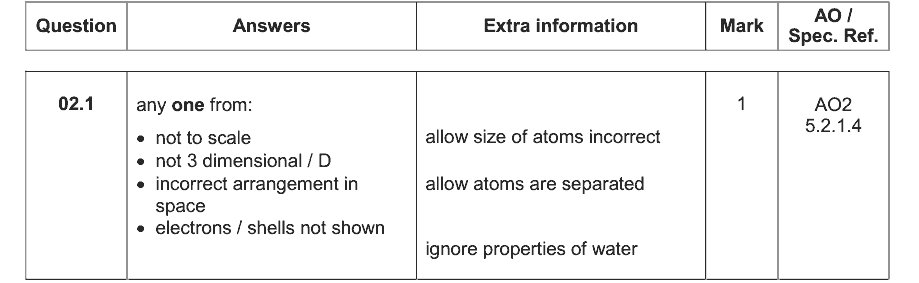 Question Answers Extra information Mark AO /
Spec. Ref.
02.1 any one from: 1 AO2
5.2.1.4
• not to scale allow size of atoms incorrect
• not 3 dimensional / D
• incorrect arrangement in allow atoms are separated
space
• electrons / shells not shown
ignore properties of water